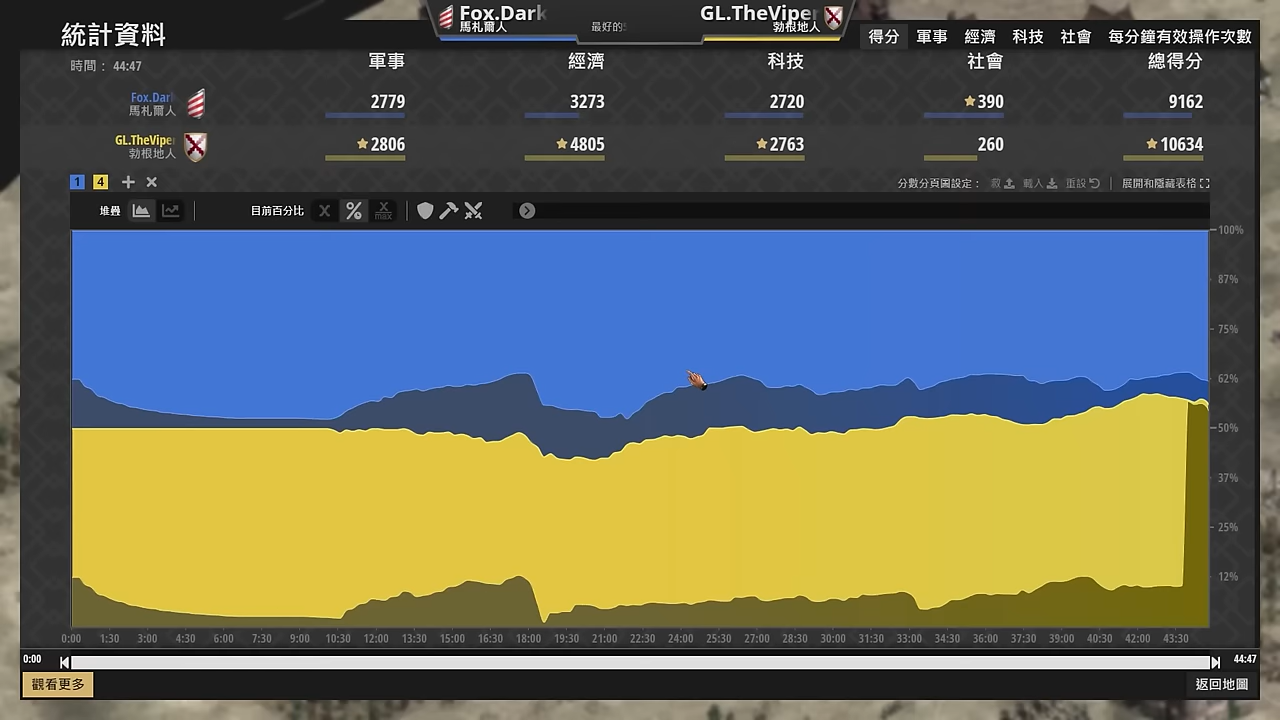 Fox.Dark
馬札爾人
最好的
GL.TheViper
勃根地人
統計資料
得分 軍事 經濟 科技 社會 每分鐘有效操作次數
時間： 44:47
軍事 經濟 科技 社會 總得分
Fox.Dar
馬札爾人
2779 3273 2720 390 9162
GL.TheViper
勃根地人
2806 4805 2763 260 10634
1 4
分數分頁圖設定： 載入 重設 展開和隱藏表格
堆疊 目前百分比 X % X max
100%
87%
75%
62%
50%
37%
25%
12%
0:00 1:30 3:00 4:30 6:00 7:30 9:00 10:30 12:00 13:30 15:00 16:30 18:00 19:30 21:00 22:30 24:00 25:30 27:00 28:30 30:00 31:30 33:00 34:30 36:00 37:30 39:00 40:30 42:00 43:30
0:00 44:47
觀看更多 返回地圖